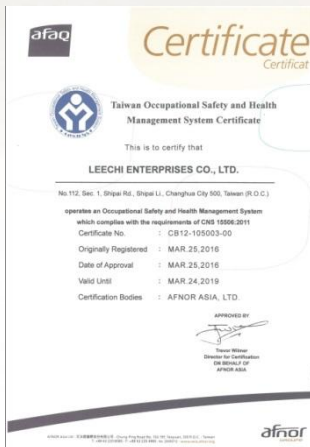 afaq
Certificate
Certificat
Taiwan Occupational Safety and Health
Management System Certificate
This is to certify that
LEECHI ENTERPRISES CO., LTD.
No.112, Sec. 1, Shipai Rd., Shipai Li., Changhua City 500, Taiwan (R.O.C.)
operates an Occupational Safety and Health Management System
which complies with the requirements of CNS 15506:2011
Certificate No. : CB12-105003-00
Originally Registered : MAR.25,2016
Date of Approval : MAR.25,2016
Valid Until : MAR.24,2019
Certification Bodies : AFNOR ASIA, LTD.
APPROVED BY
Director for Certification
ON BEHALF OF
AFNOR ASIA
afnor